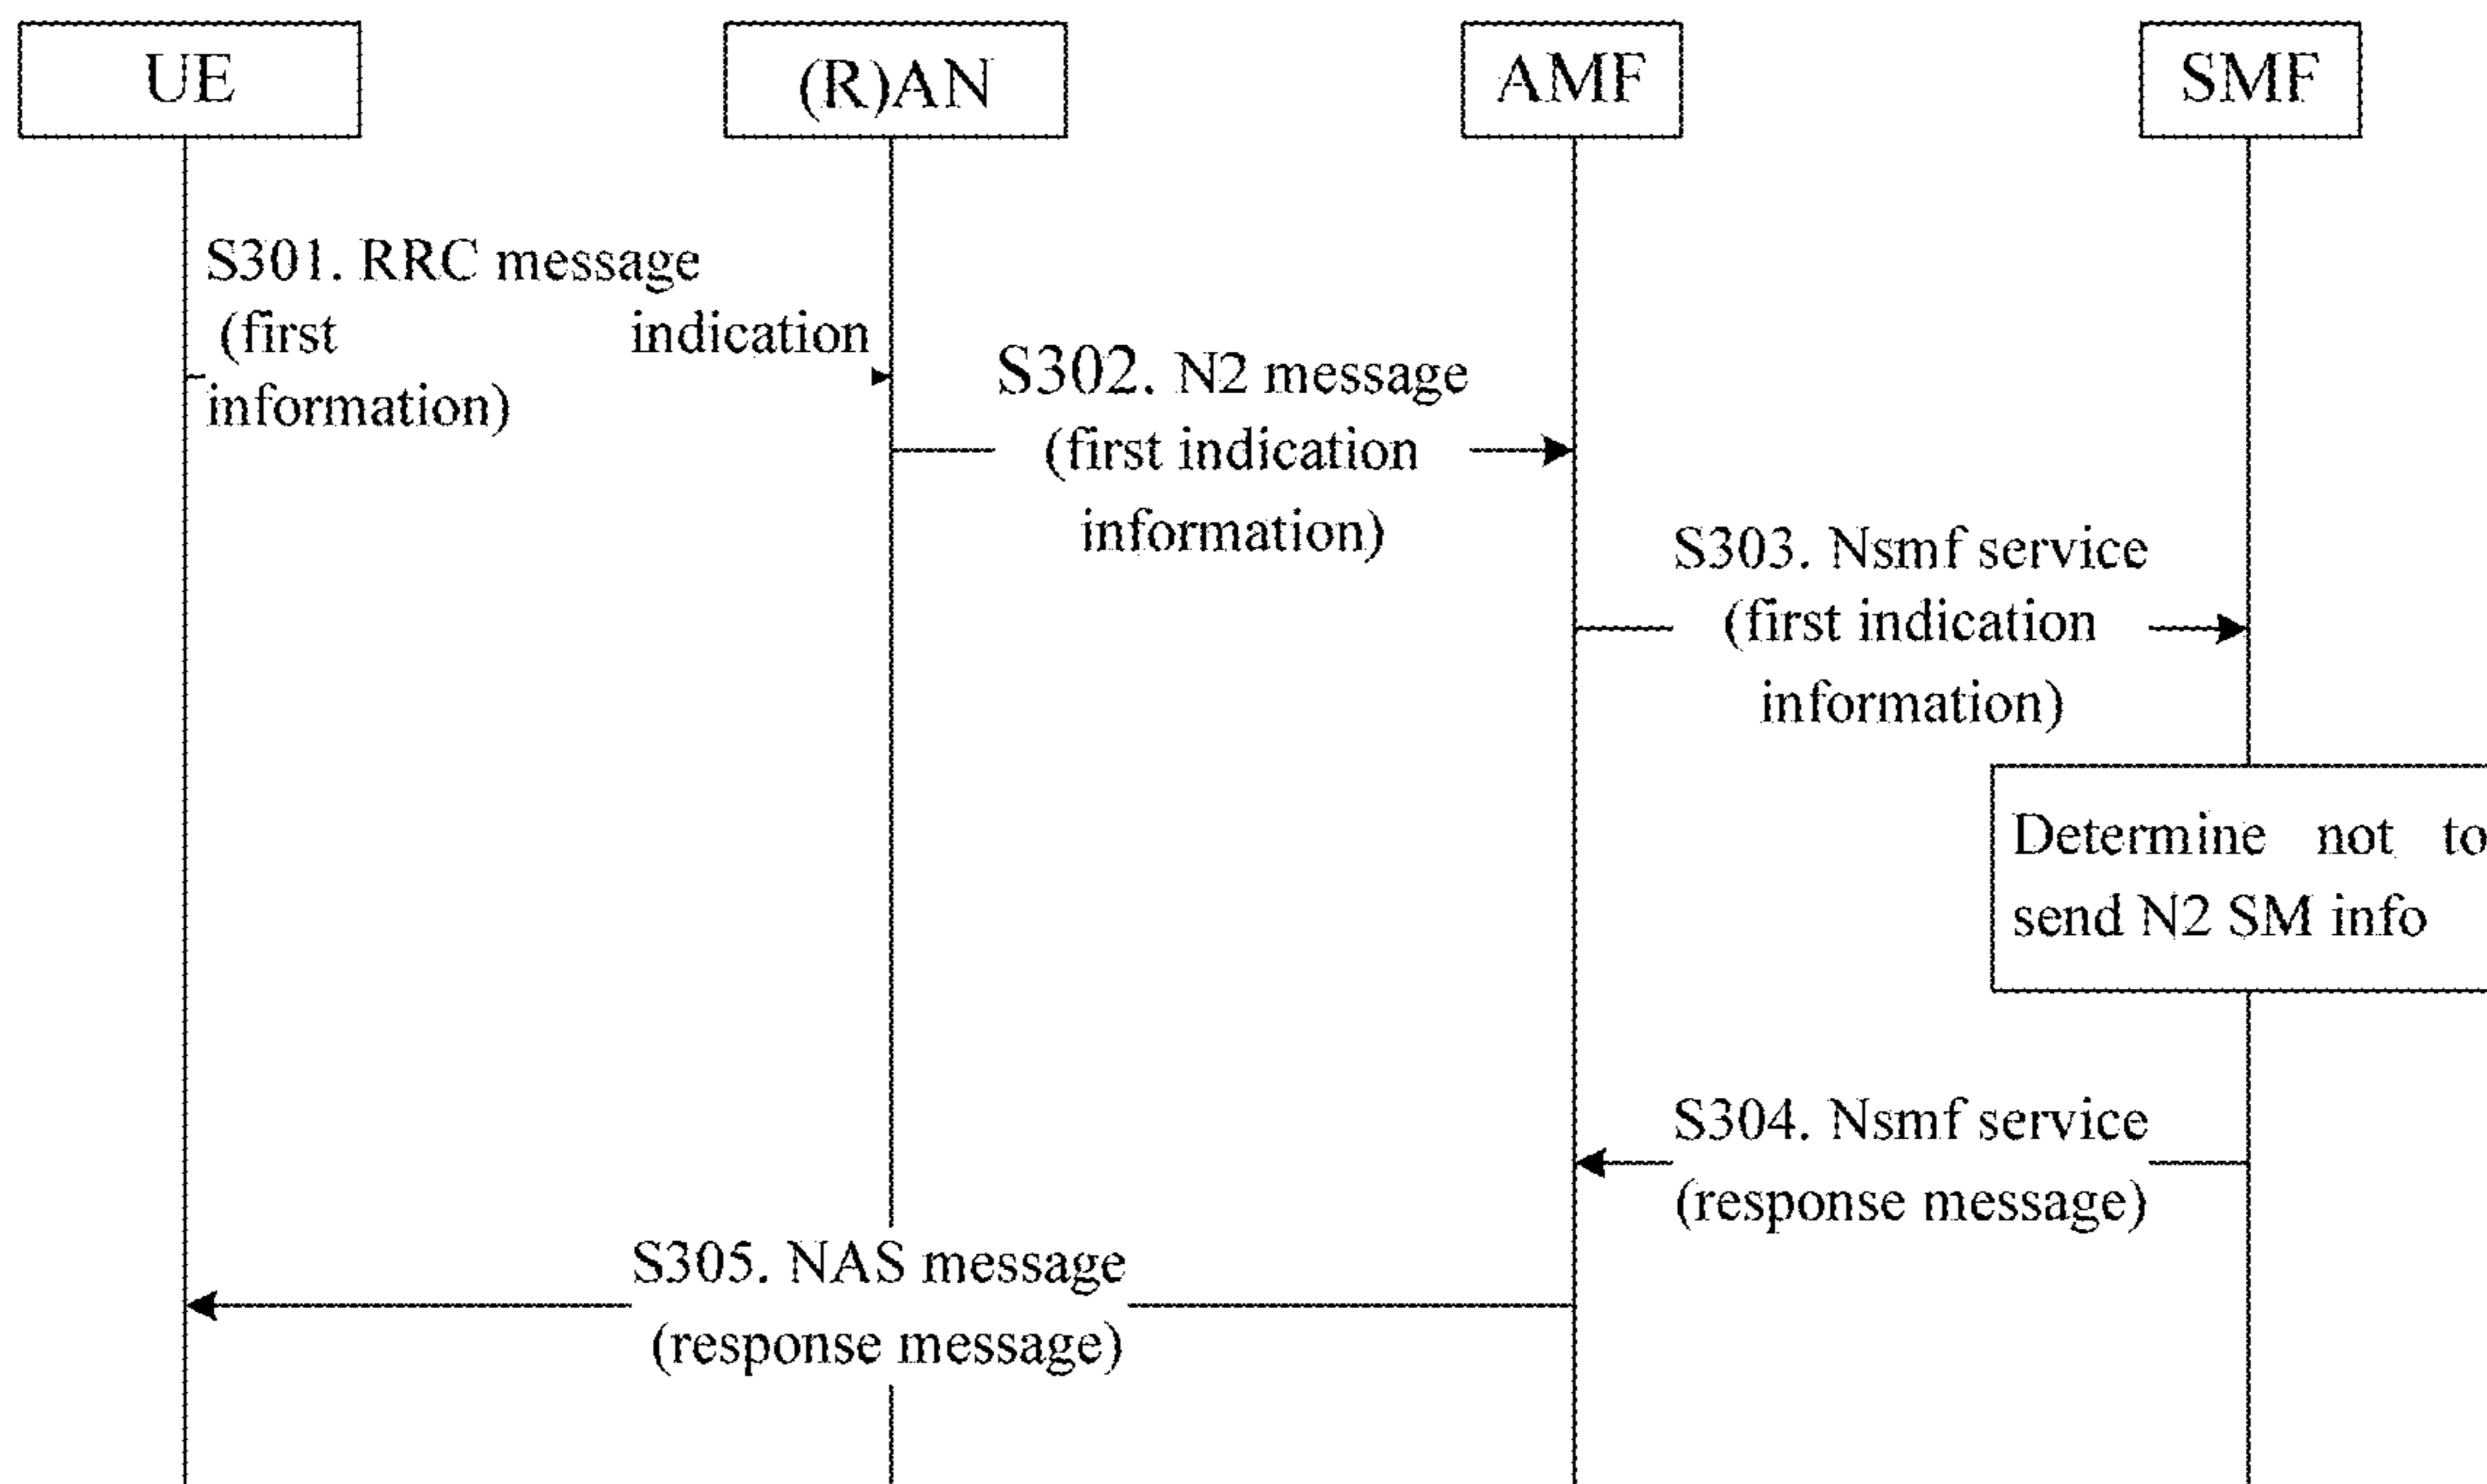 UE
(R)AN
AMF
SMF
S301. RRC message
(first indication
information)
S302. N2 message
(first indication
information)
S303. Nsmf service
(first indication
information)
Determine not to
send N2 SM info
S304. Nsmf service
(response message)
S305. NAS message
(response message)